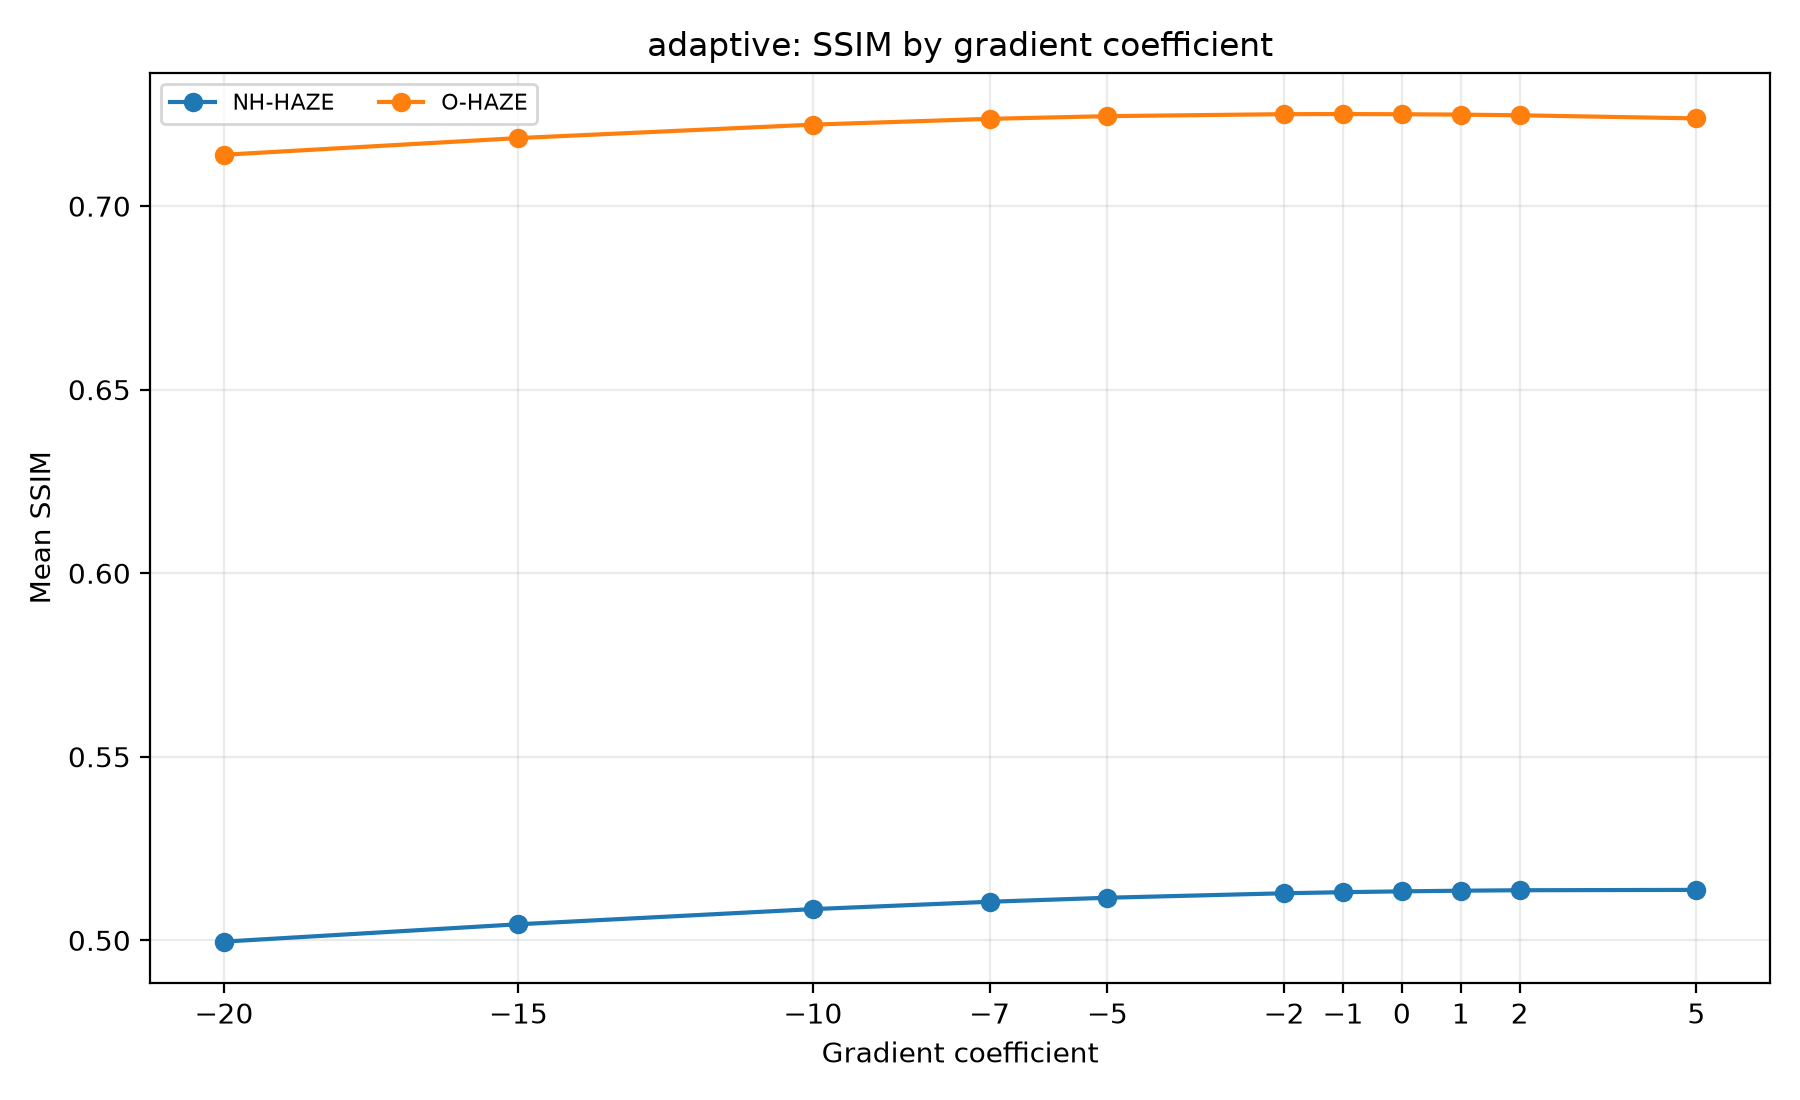 adaptive: SSIM by gradient coefficient
NH-HAZE O-HAZE
Mean SSIM
0.70
0.65
0.60
0.55
0.50
−20 −15 −10 −7 −5 −2 −1 0 1 2 5
Gradient coefficient